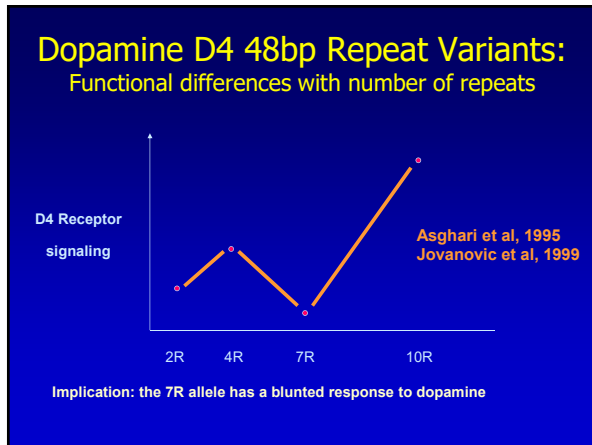 Dopamine D4 48bp Repeat Variants:
Functional differences with number of repeats
D4 Receptor
signaling
Asghari et al, 1995
Jovanovic et al, 1999
2R 4R 7R 10R
Implication: the 7R allele has a blunted response to dopamine